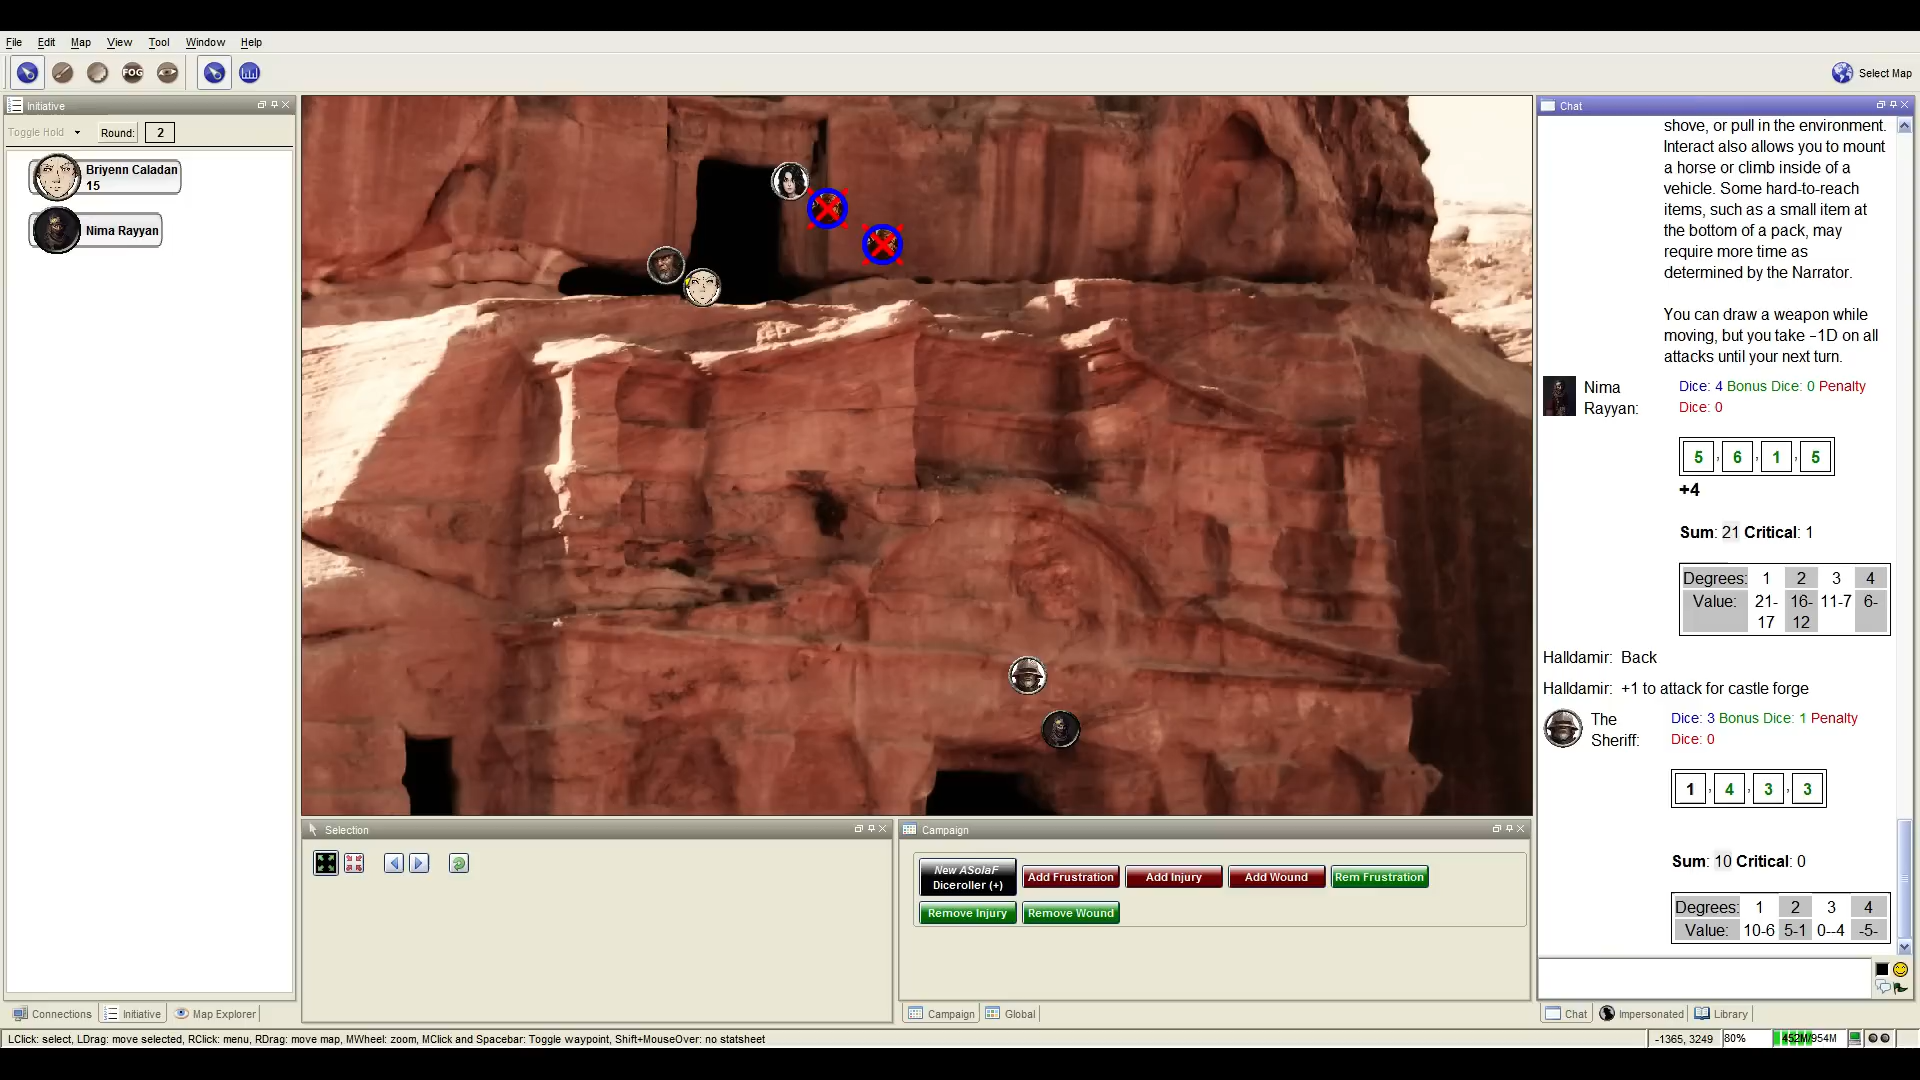 File Edit Map View Tool Window Help
FOG
Select Map
Initiative
Toggle Hold Round: 2
Briyenn Caladan
15
Nima Rayyan
Chat
shove, or pull in the environment.
Interact also allows you to mount
a horse or climb inside of a
vehicle. Some hard-to-reach
items, such as a small item at
the bottom of a pack, may
require more time as
determined by the Narrator.
You can draw a weapon while
moving, but you take –1D on all
attacks until your next turn.
Nima Rayyan:
Dice: 4 Bonus Dice: 0 Penalty
Dice: 0
5 , 6 , 1 , 5
+4
Sum: 21 Critical: 1
Degrees: 1 2 3 4
Value: 21- 16- 11-7 6-
17 12
Halldamir: Back
Halldamir: +1 to attack for castle forge
The Sheriff:
Dice: 3 Bonus Dice: 1 Penalty
Dice: 0
1 , 4 , 3 , 3
Sum: 10 Critical: 0
Degrees: 1 2 3 4
Value: 10-6 5-1 0--4 -5-
Selection
Campaign
New ASoIaF
Diceroller (+)
Add Frustration Add Injury Add Wound Rem Frustration
Remove Injury Remove Wound
Connections Initiative Map Explorer
Campaign Global
Chat Impersonated Library
LClick: select, LDrag: move selected, RClick: menu, RDrag: move map, MWheel: zoom, MClick and Spacebar: Toggle waypoint, Shift+MouseOver: no statsheet
-1365, 3249 80% 452M/954M